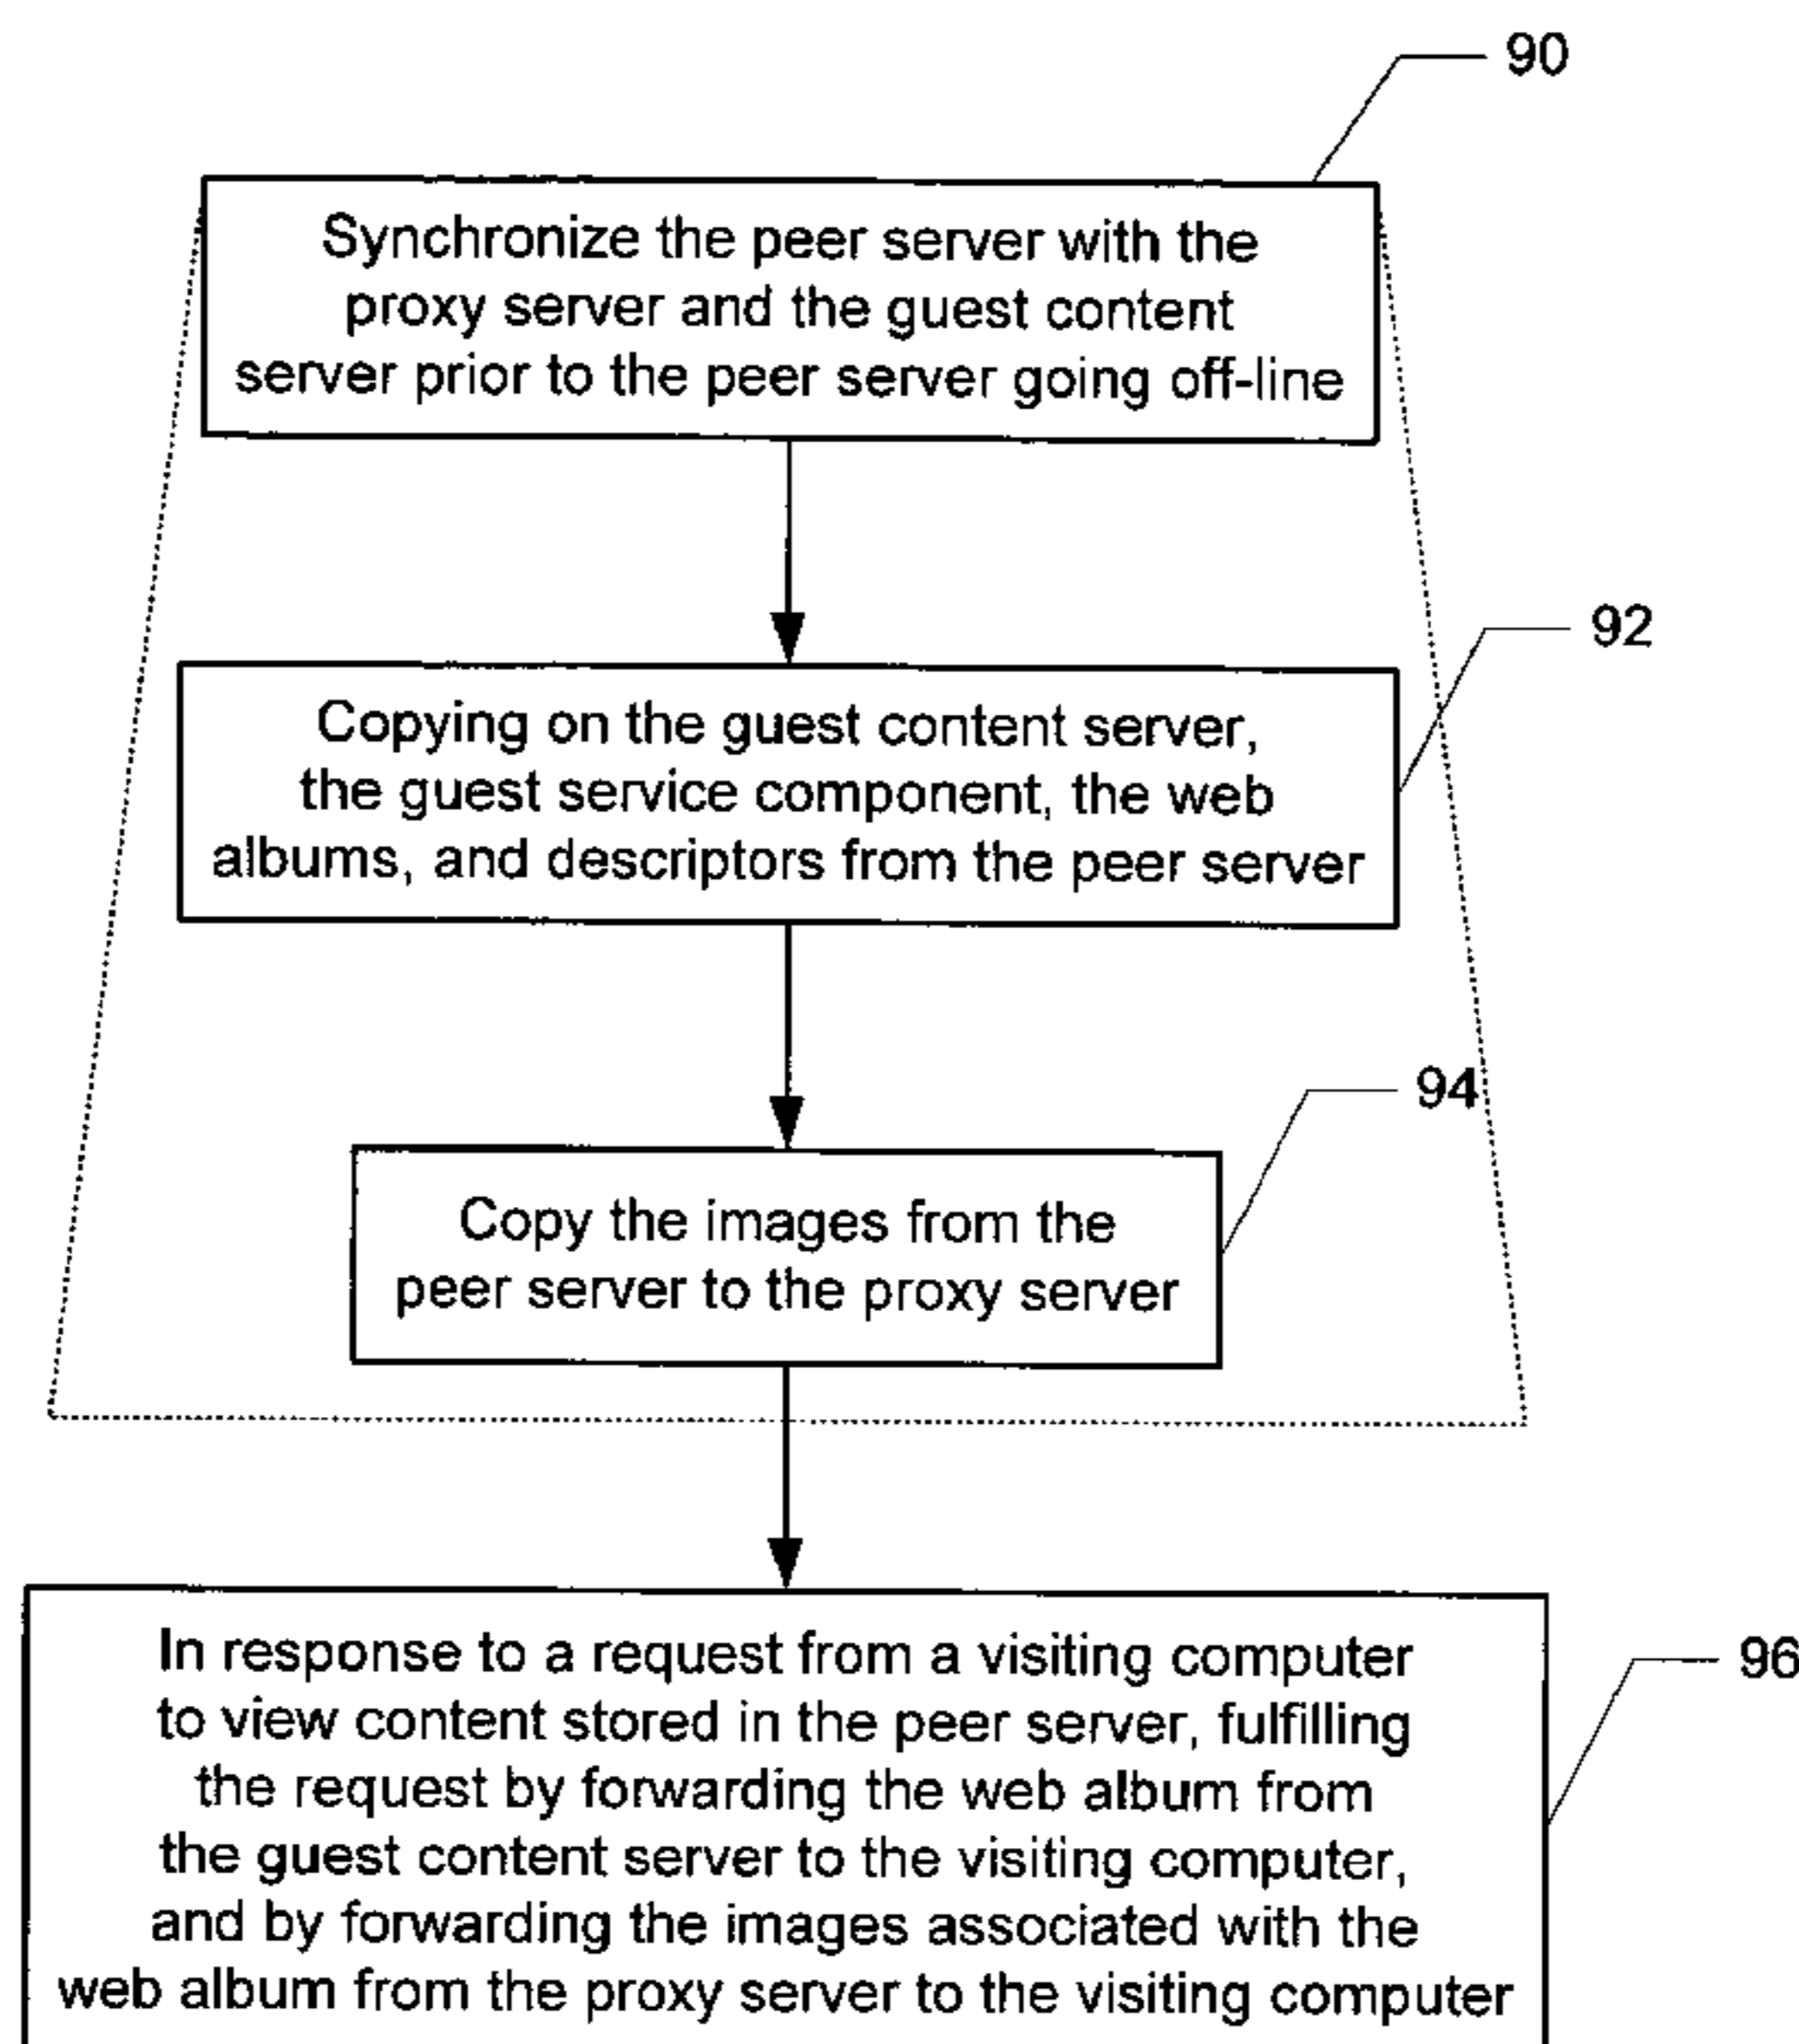 90
Synchronize the peer server with the
proxy server and the guest content
server prior to the peer server going off-line
92
Copying on the guest content server,
the guest service component, the web
albums, and descriptors from the peer server
94
Copy the images from the
peer server to the proxy server
96
In response to a request from a visiting computer
to view content stored in the peer server, fulfilling
the request by forwarding the web album from
the guest content server to the visiting computer,
and by forwarding the images associated with the
web album from the proxy server to the visiting computer